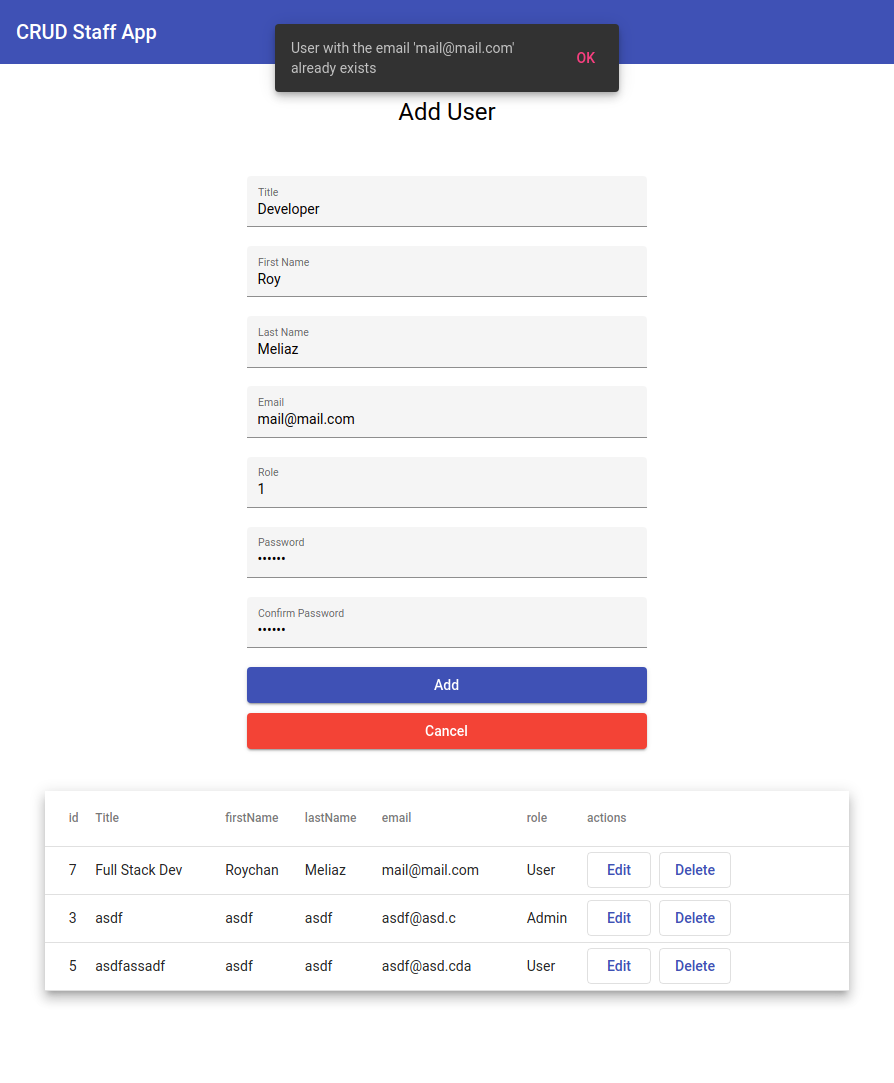 CRUD Staff App
User with the email 'mail@mail.com'
already exists
OK
Add User
Title
Developer
First Name
Roy
Last Name
Meliaz
Email
mail@mail.com
Role
1
Password
••••••
Confirm Password
••••••
Add
Cancel
id Title firstName lastName email role actions
7 Full Stack Dev Roychan Meliaz mail@mail.com User Edit Delete
3 asdf asdf asdf asdf@asd.c Admin Edit Delete
5 asdfassadf asdf asdf asdf@asd.cda User Edit Delete